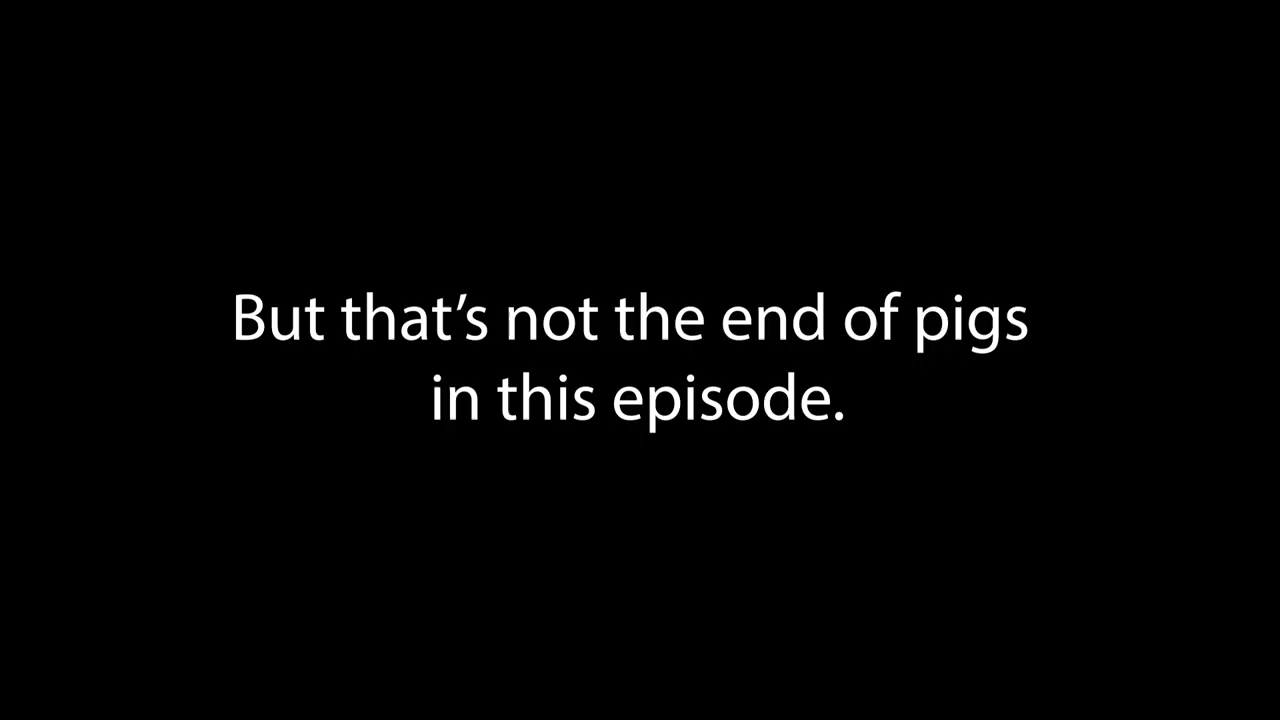 But that’s not the end of pigs
in this episode.